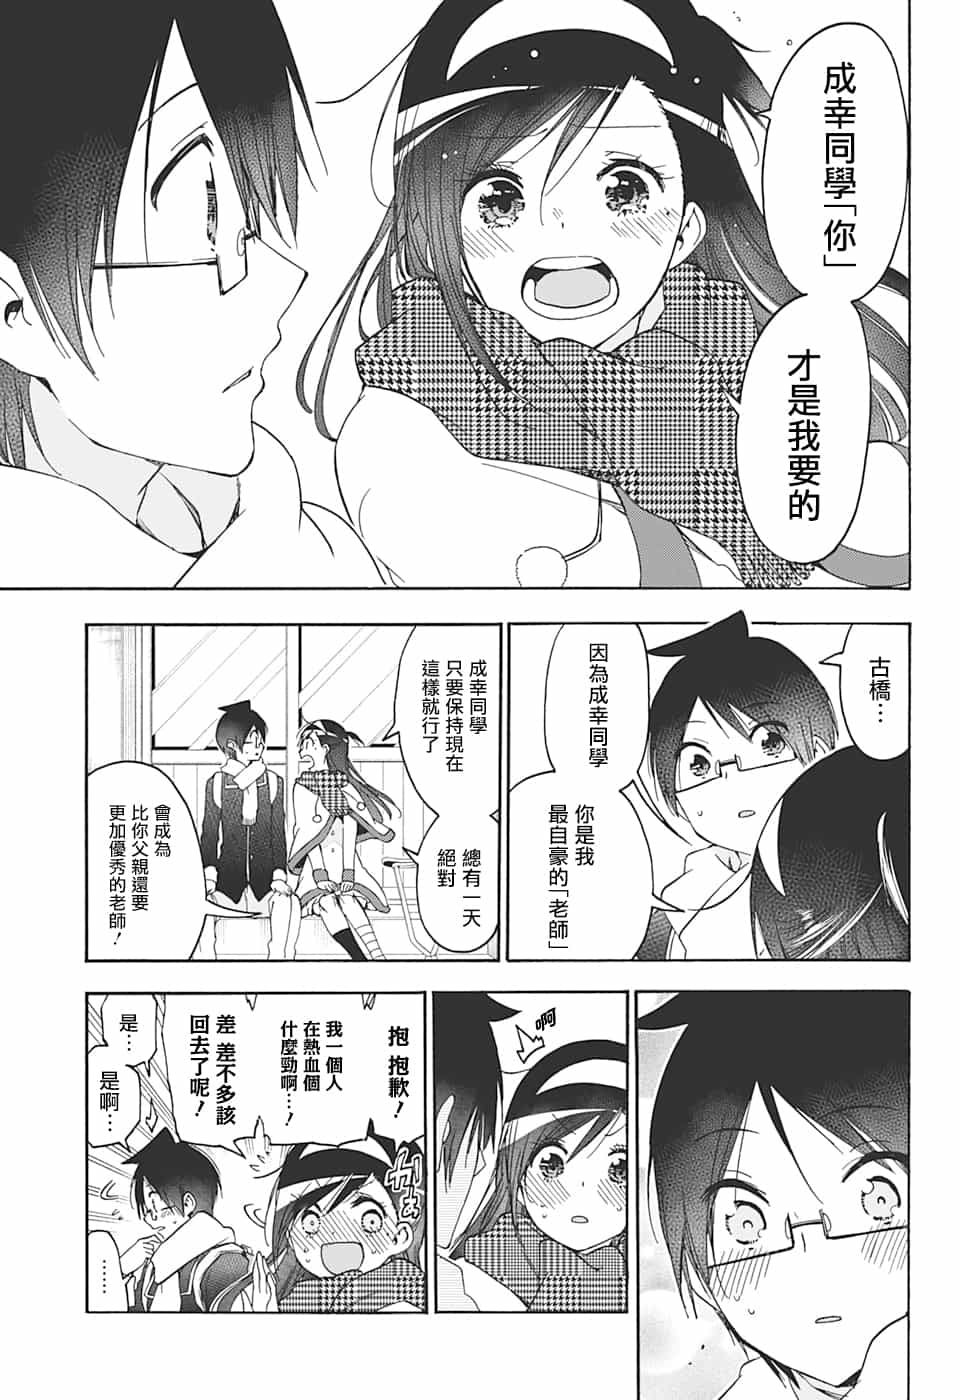 成幸同學「你」
才是我要的
古橋…
因為成幸同學
你是我
最自豪的「老師」
成幸同學
只要保持現在
這樣就行了
總有一天
絕對
會成為
比你父親還要
更加優秀的老師！
啊
抱 抱歉！
我一個人
在熱血個
什麼勁啊…！
差 差不多該
回去了呢！
是…
是啊…
………
カぁ